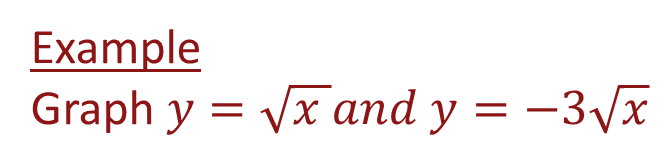 Example
Graph y = √x and y = −3√x